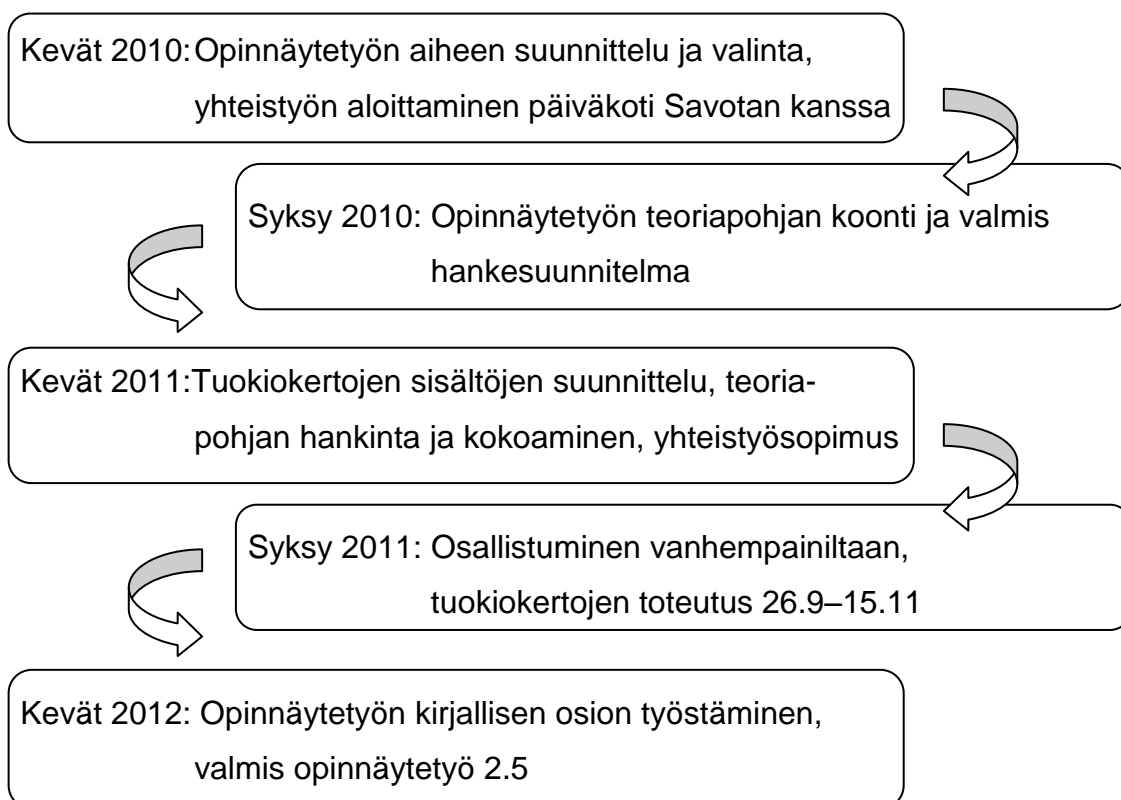 Kevät 2010: Opinnäytetyön aiheen suunnittelu ja valinta,
yhteistyön aloittaminen päiväkoti Savotan kanssa
Syksy 2010: Opinnäytetyön teoriapohjan koonti ja valmis
hankesuunnitelma
Kevät 2011:Tuokiokertojen sisältöjen suunnittelu, teoria-
pohjan hankinta ja kokoaminen, yhteistyösopimus
Syksy 2011: Osallistuminen vanhempainiltaan,
tuokiokertojen toteutus 26.9–15.11
Kevät 2012: Opinnäytetyön kirjallisen osion työstäminen,
valmis opinnäytetyö 2.5